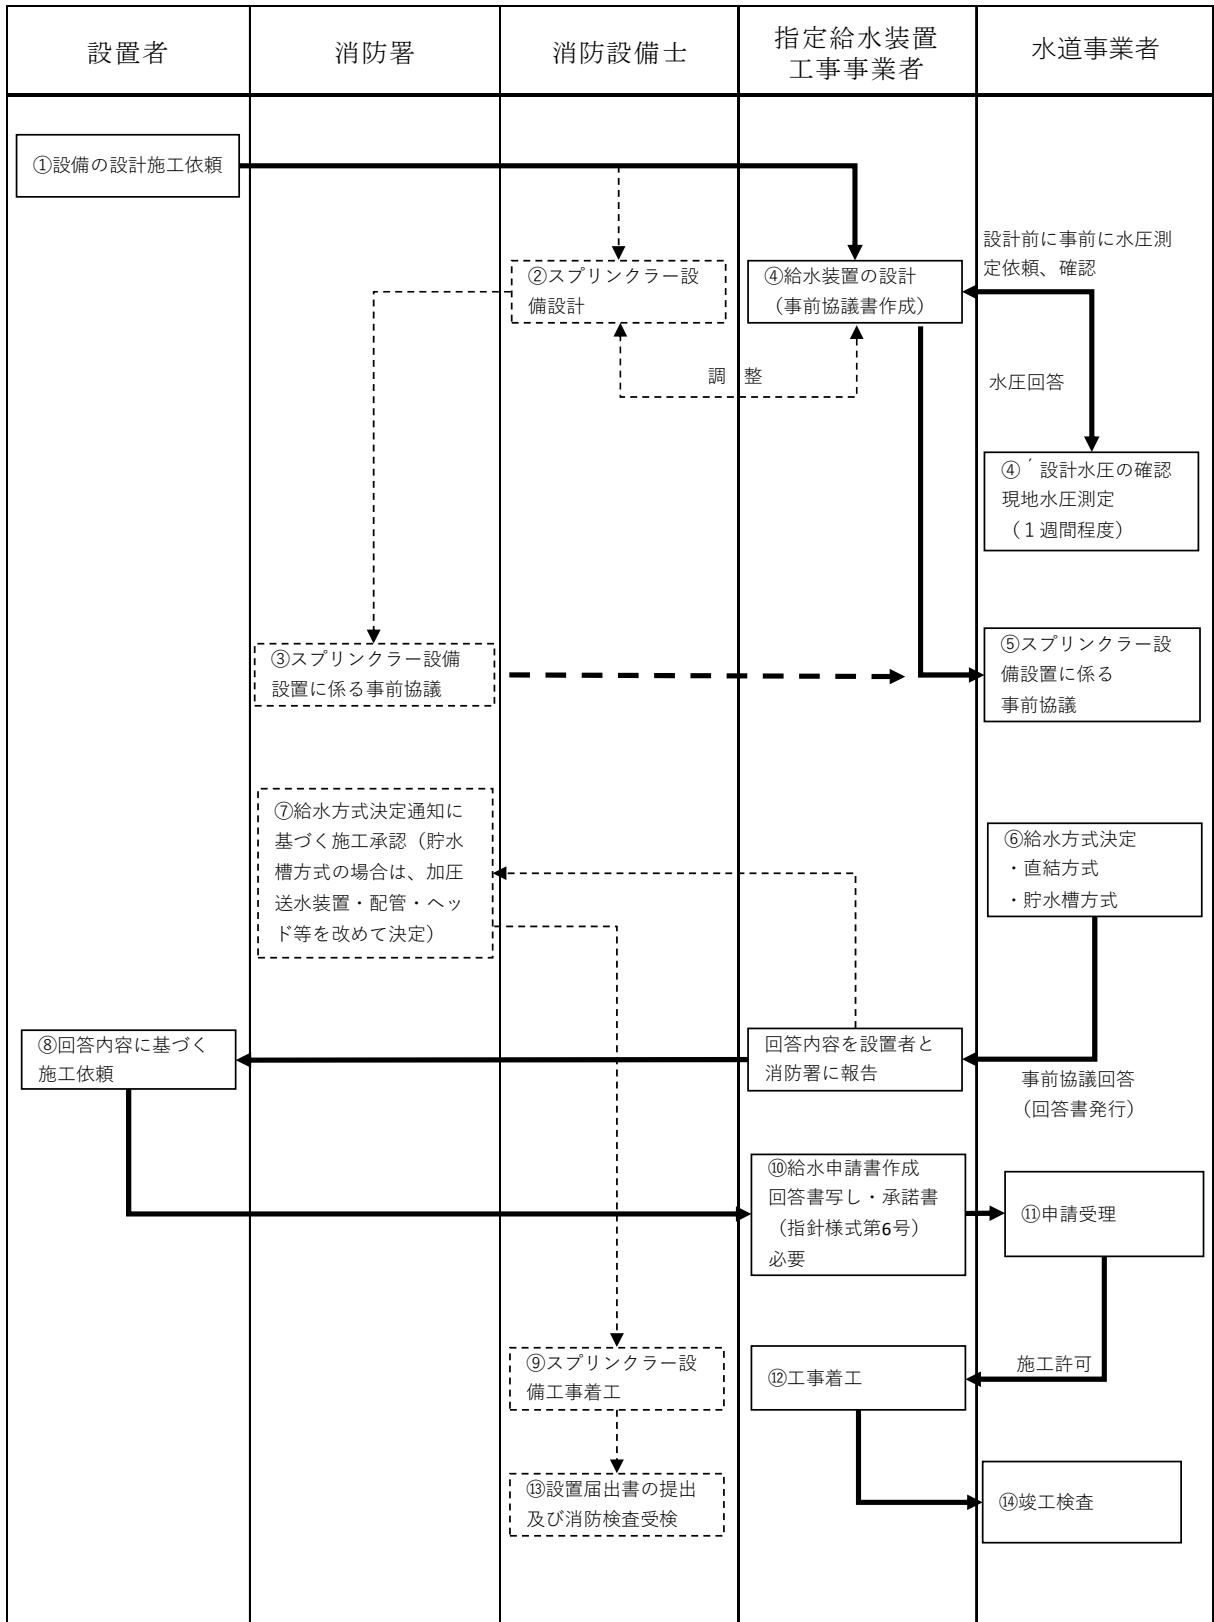 設置者
消防署
消防設備士
指定給水装置
工事事業者
水道事業者
①設備の設計施工依頼
設計前に事前に水圧測
定依頼、確認
②スプリンクラー設
備設計
④給水装置の設計
（事前協議書作成）
調　整
水圧回答
④´設計水圧の確認
現地水圧測定
（１週間程度）
③スプリンクラー設備
設置に係る事前協議
⑤スプリンクラー設
備設置に係る
事前協議
⑦給水方式決定通知に
基づく施工承認（貯水
槽方式の場合は、加圧
送水装置・配管・ヘッ
ド等を改めて決定）
⑥給水方式決定
・直結方式
・貯水槽方式
⑧回答内容に基づく
施工依頼
回答内容を設置者と
消防署に報告
事前協議回答
（回答書発行）
⑩給水申請書作成
回答書写し・承諾書
（指針様式第6号）
必要
⑪申請受理
⑨スプリンクラー設
備工事着工
⑫工事着工
施工許可
⑬設置届出書の提出
及び消防検査受検
⑭竣工検査